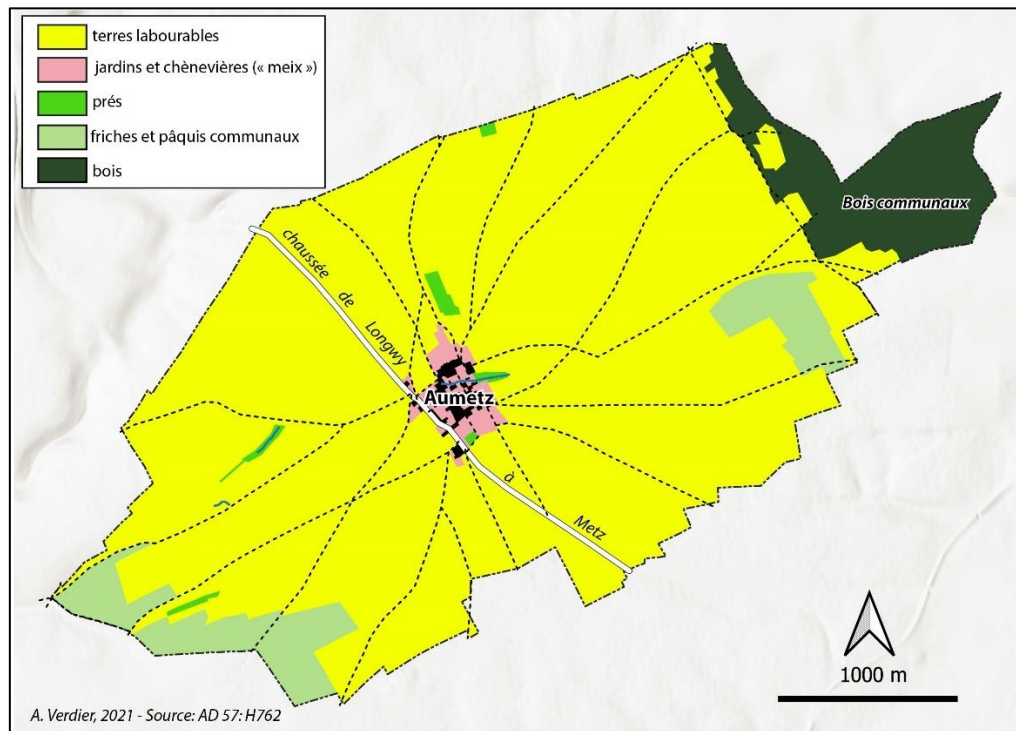 terres labourables
jardins et chènevières (« meix »)
prés
friches et pâquis communaux
bois
Bois communaux
chaussée de Longwy à Metz
Aumetz
1000 m
A. Verdier, 2021 - Source: AD 57: H762